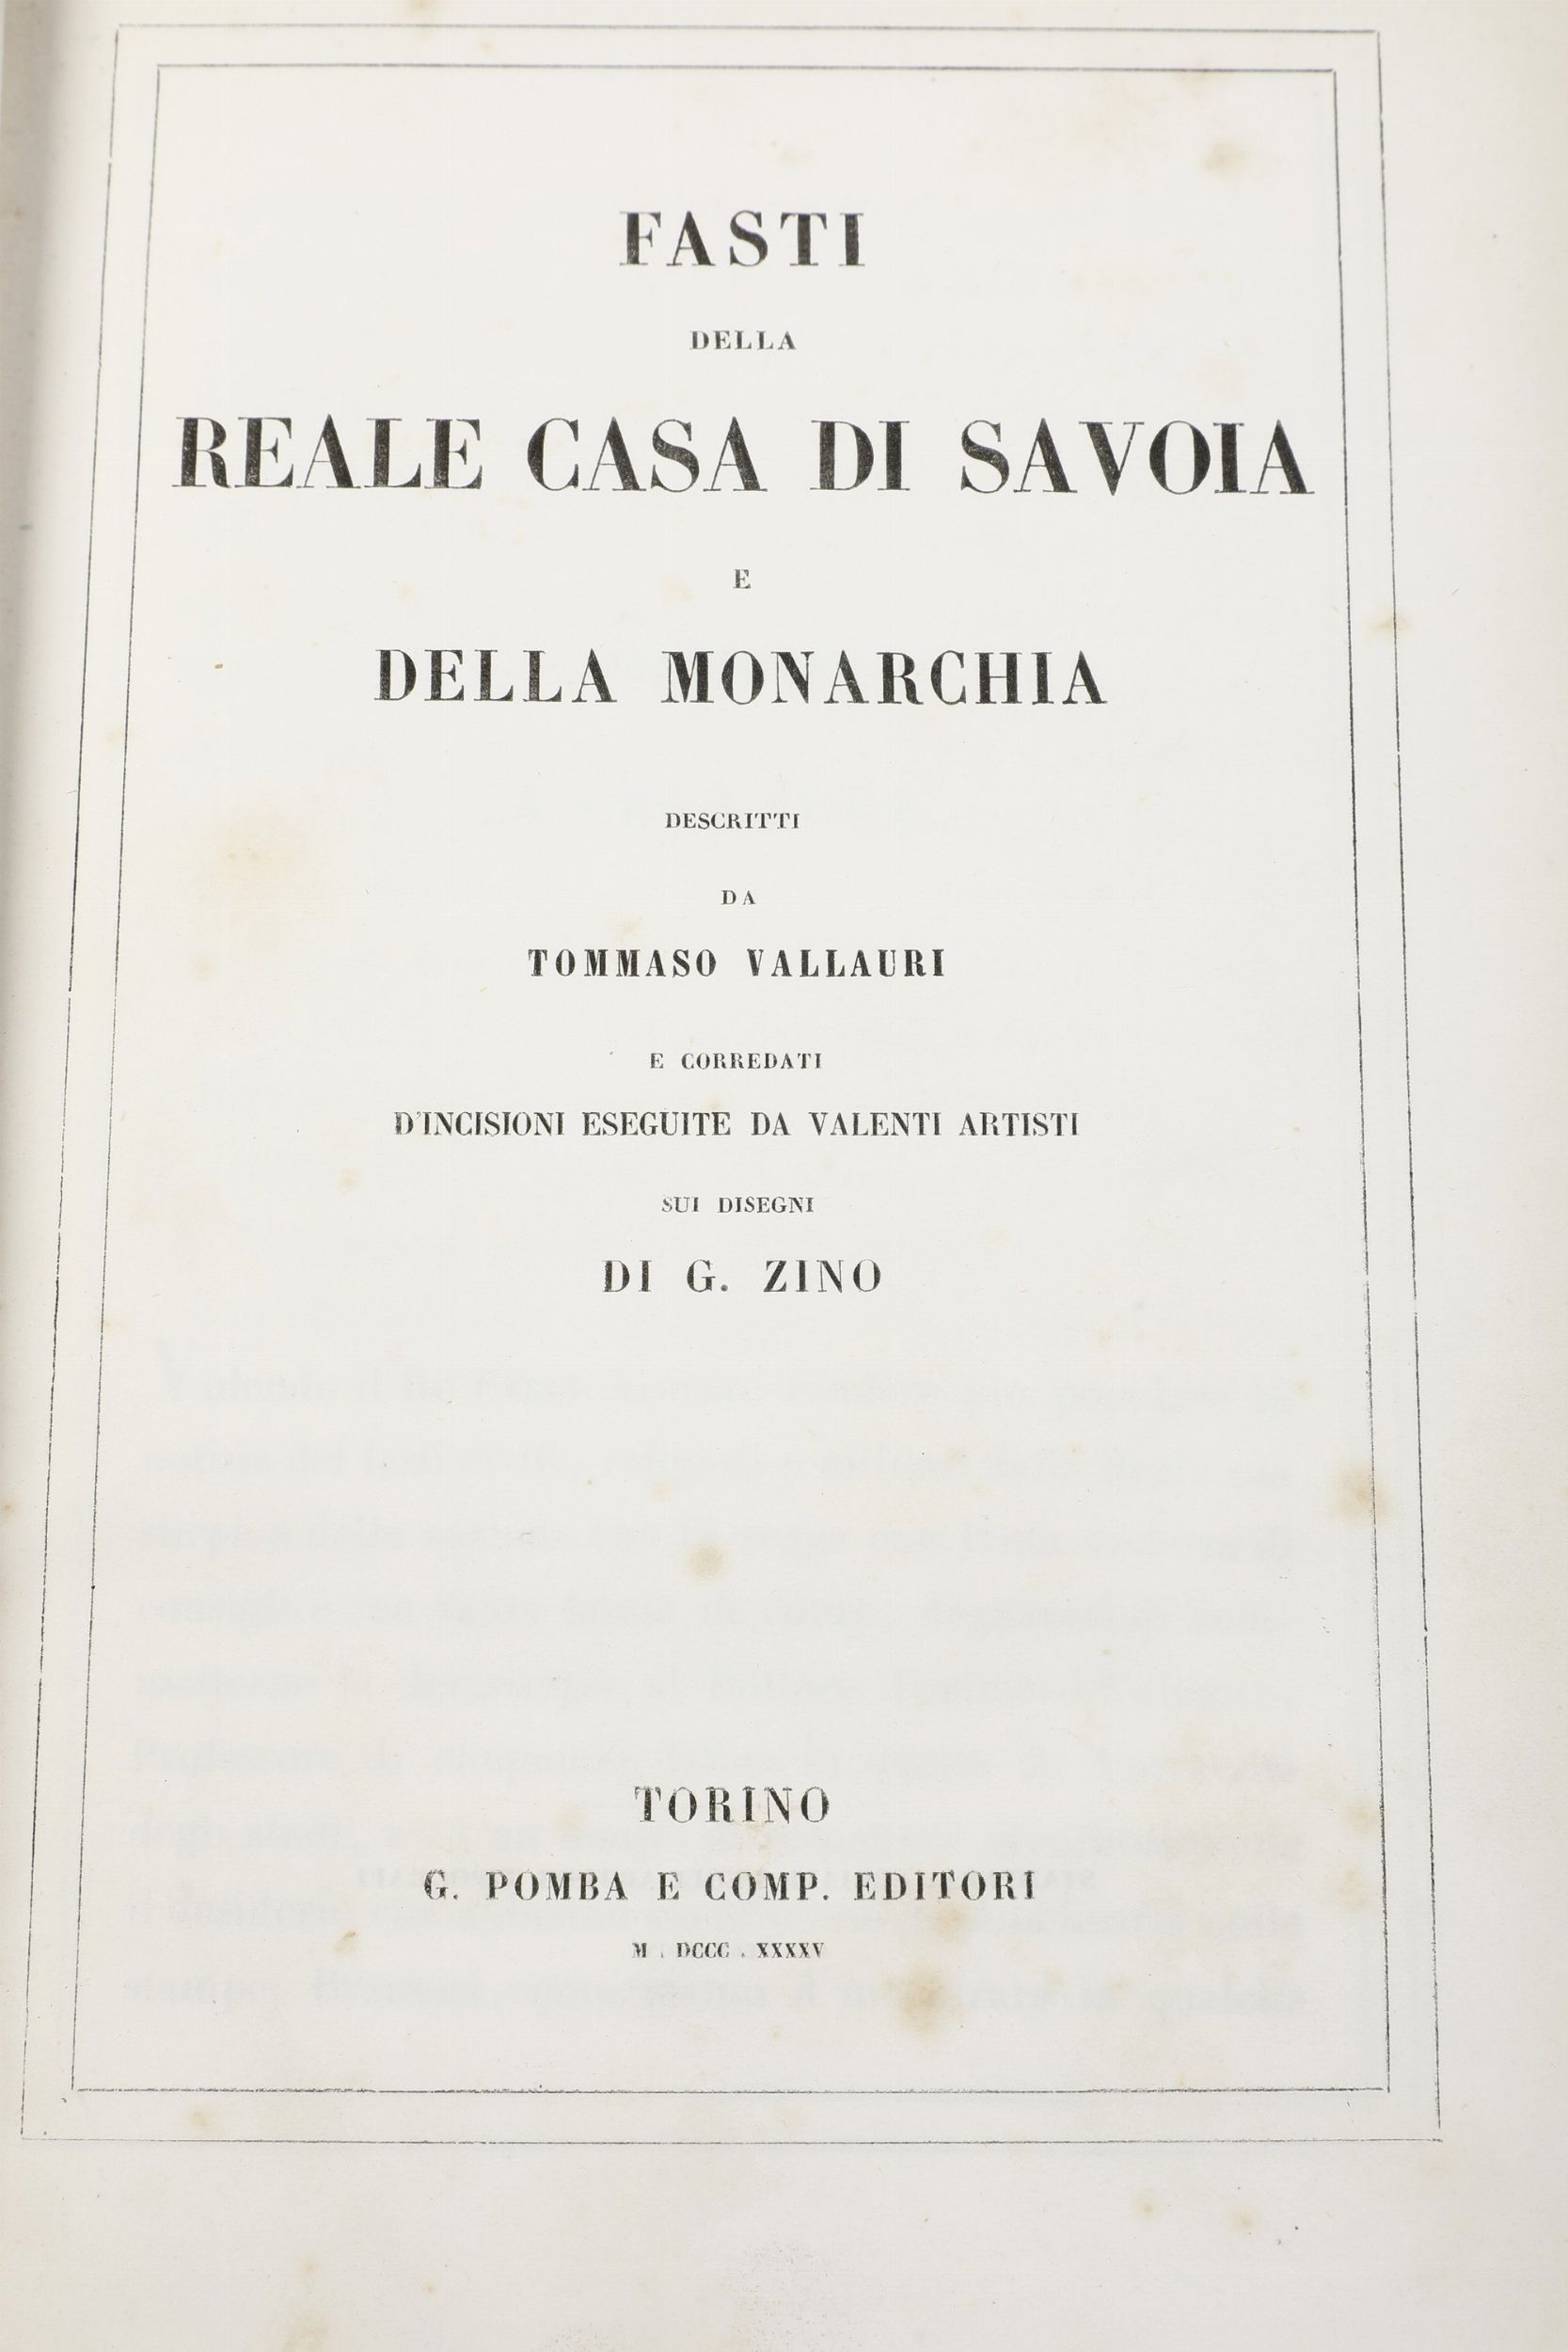 FASTI
DELLA
REALE CASA DI SAVOIA
E
DELLA MONARCHIA
DESCRITTI
DA
TOMMASO VALLAURI
E CORREDATI
D'INCISIONI ESEGUITE DA VALENTI ARTISTI
SUI DISEGNI
DI G. ZINO
TORINO
G. POMBA E COMP. EDITORI
M . DCCC . XXXXV